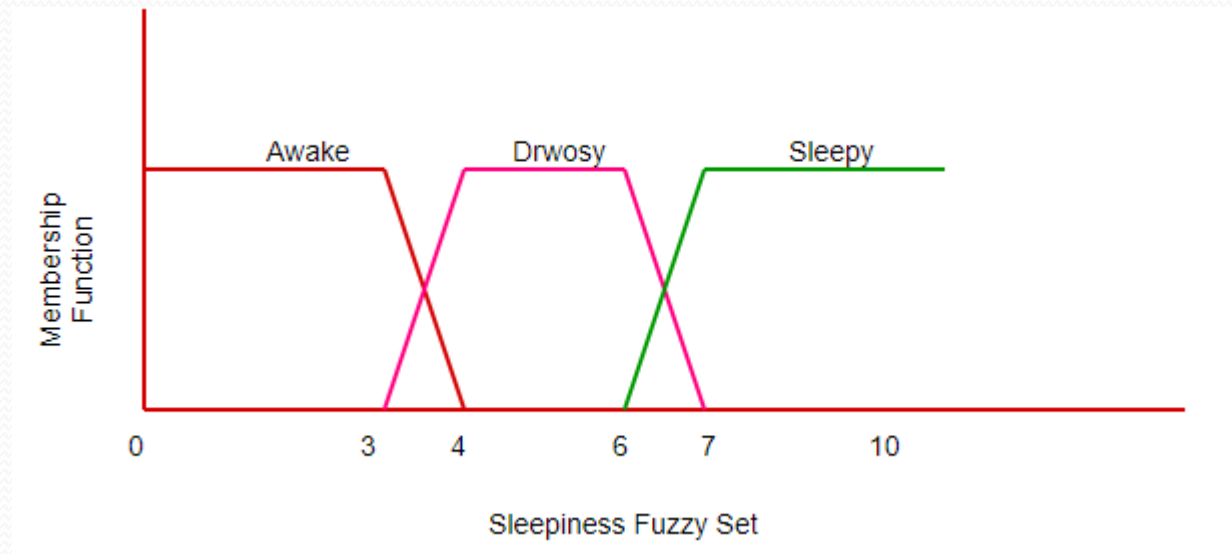 Awake Drwosy Sleepy
Membership
Function
0 3 4 6 7 10
Sleepiness Fuzzy Set